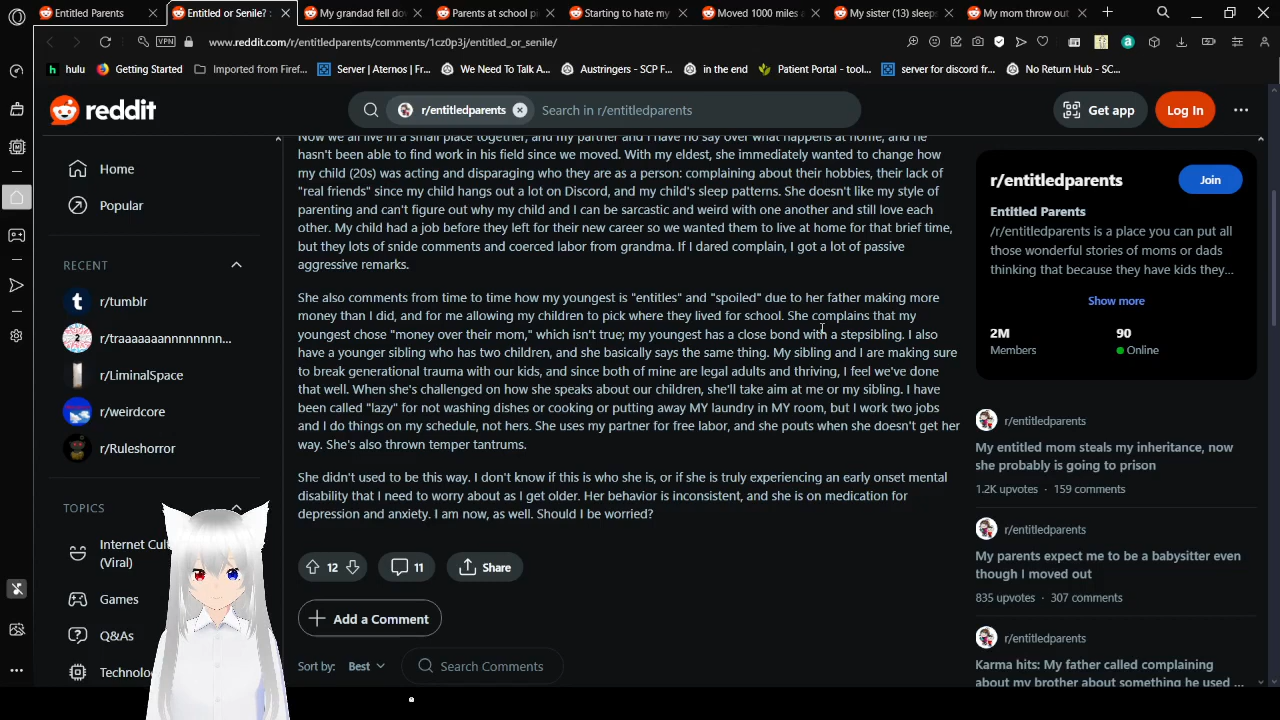 Entitled Parents
Entitled or Senile? :
My grandad fell dov
Parents at school pi
Starting to hate my
Moved 1000 miles a
My sister (13) sleep
My mom throw out
VPN
www.reddit.com/r/entitledparents/comments/1cz0p3j/entitled_or_senile/
hulu
Getting Started
Imported from Firef...
Server | Aternos | Fr...
We Need To Talk A...
Austringers - SCP F...
in the end
Patient Portal - tool...
server for discord fr...
No Return Hub - SC...
reddit
r/entitledparents
Search in r/entitledparents
Get app
Log In
Home
Popular
RECENT
r/tumblr
r/traaaaaaannnnnnnn...
r/LiminalSpace
r/weirdcore
r/Ruleshorror
TOPICS
Internet Cul
(Viral)
Games
Q&As
Technolo
Now we all live in a small place together, and my partner and I have no say over what happens at home, and he
hasn't been able to find work in his field since we moved. With my eldest, she immediately wanted to change how
my child (20s) was acting and disparaging who they are as a person: complaining about their hobbies, their lack of
"real friends" since my child hangs out a lot on Discord, and my child's sleep patterns. She doesn't like my style of
parenting and can't figure out why my child and I can be sarcastic and weird with one another and still love each
other. My child had a job before they left for their new career so we wanted them to live at home for that brief time,
but they lots of snide comments and coerced labor from grandma. If I dared complain, I got a lot of passive
aggressive remarks.
She also comments from time to time how my youngest is "entitles" and "spoiled" due to her father making more
money than I did, and for me allowing my children to pick where they lived for school. She complains that my
youngest chose "money over their mom," which isn't true; my youngest has a close bond with a stepsibling. I also
have a younger sibling who has two children, and she basically says the same thing. My sibling and I are making sure
to break generational trauma with our kids, and since both of mine are legal adults and thriving, I feel we've done
that well. When she's challenged on how she speaks about our children, she'll take aim at me or my sibling. I have
been called "lazy" for not washing dishes or cooking or putting away MY laundry in MY room, but I work two jobs
and I do things on my schedule, not hers. She uses my partner for free labor, and she pouts when she doesn't get her
way. She's also thrown temper tantrums.
She didn't used to be this way. I don't know if this is who she is, or if she is truly experiencing an early onset mental
disability that I need to worry about as I get older. Her behavior is inconsistent, and she is on medication for
depression and anxiety. I am now, as well. Should I be worried?
12
11
Share
Add a Comment
Sort by: Best
Search Comments
r/entitledparents
Join
Entitled Parents
/r/entitledparents is a place you can put all
those wonderful stories of moms or dads
thinking that because they have kids they...
Show more
2M
Members
90
Online
r/entitledparents
My entitled mom steals my inheritance, now
she probably is going to prison
1.2K upvotes · 159 comments
r/entitledparents
My parents expect me to be a babysitter even
though I moved out
835 upvotes · 307 comments
r/entitledparents
Karma hits: My father called complaining
about my brother about something he used ...